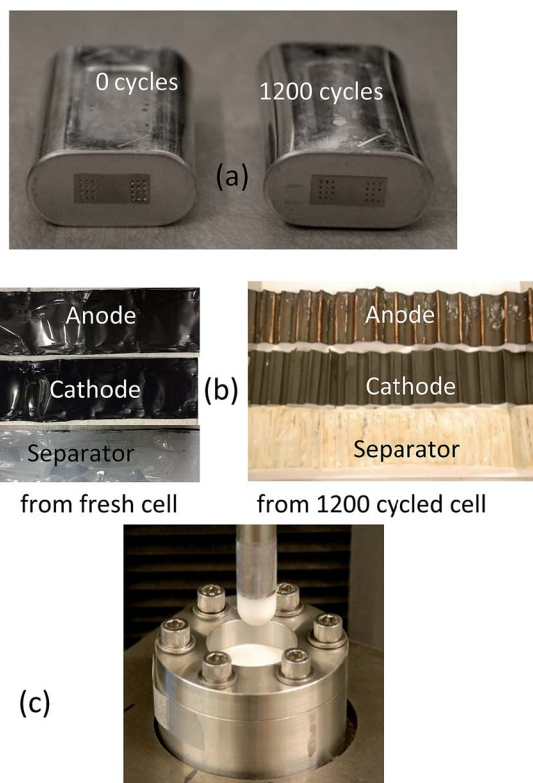 0 cycles
1200 cycles
(a)
Anode
Anode
Cathode
(b)
Cathode
Separator
Separator
from fresh cell
from 1200 cycled cell
(c)